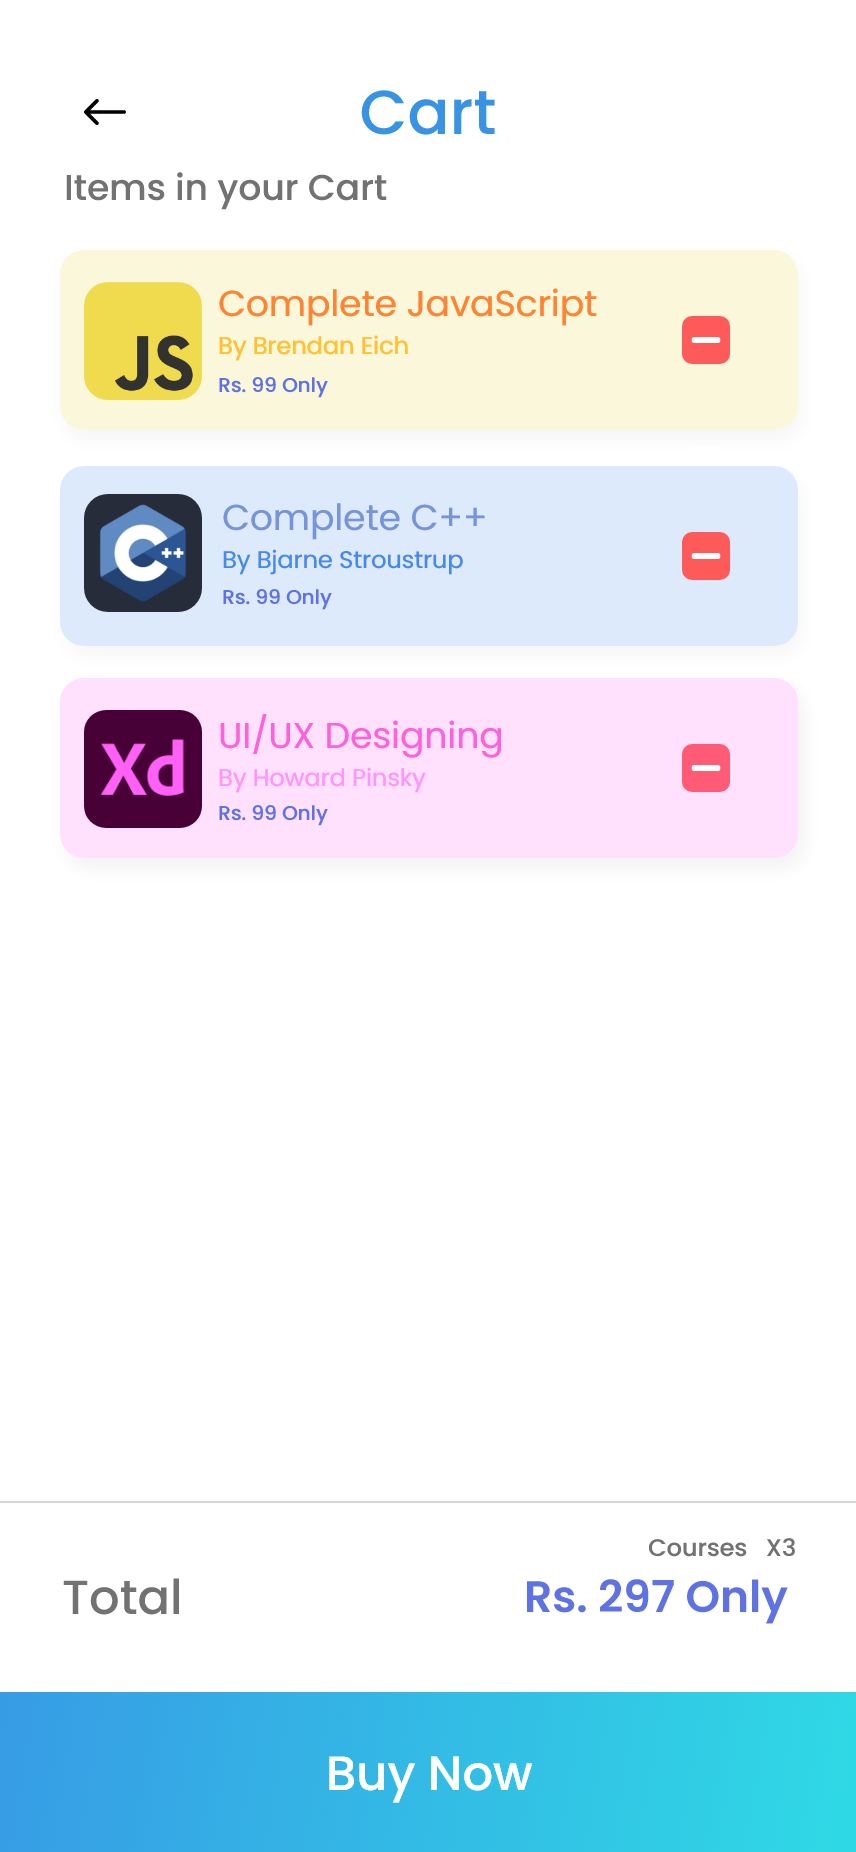 Cart
Items in your Cart
JS
Complete JavaScript
By Brendan Eich
Rs. 99 Only
C++
Complete C++
By Bjarne Stroustrup
Rs. 99 Only
Xd
UI/UX Designing
By Howard Pinsky
Rs. 99 Only
Courses X3
Total Rs. 297 Only
Buy Now